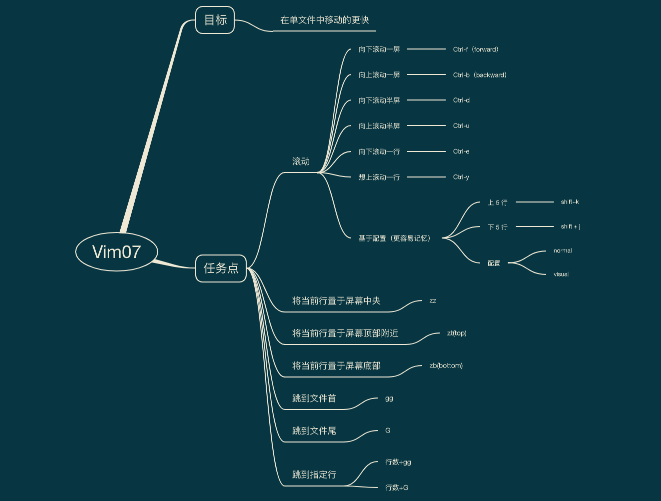 Vim07
目标
在单文件中移动的更快
任务点
滚动
向下滚动一屏
Ctrl-f（forward）
向上滚动一屏
Ctrl-b（backward）
向下滚动半屏
Ctrl-d
向上滚动半屏
Ctrl-u
向下滚动一行
Ctrl-e
想上滚动一行
Ctrl-y
基于配置（更容易记忆）
上 5 行
shift+k
下 5 行
shift + j
配置
normal
visual
将当前行置于屏幕中央
zz
将当前行置于屏幕顶部附近
zt(top)
将当前行置于屏幕底部
zb(bottom)
跳到文件首
gg
跳到文件尾
G
跳到指定行
行数+gg
行数+G